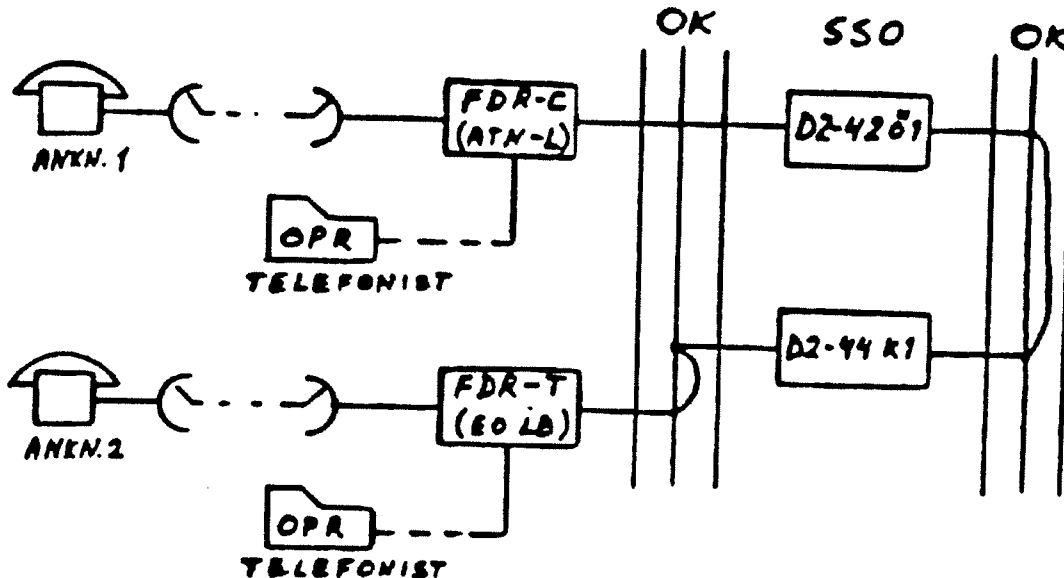 OK
SSO
OK
ANKN. 1
FDR-C
(ATN-L)
D2-42Ö1
OPR
TELEFONIST
ANKN. 2
FDR-T
(EO LB)
D2-44 K1
OPR
TELEFONIST